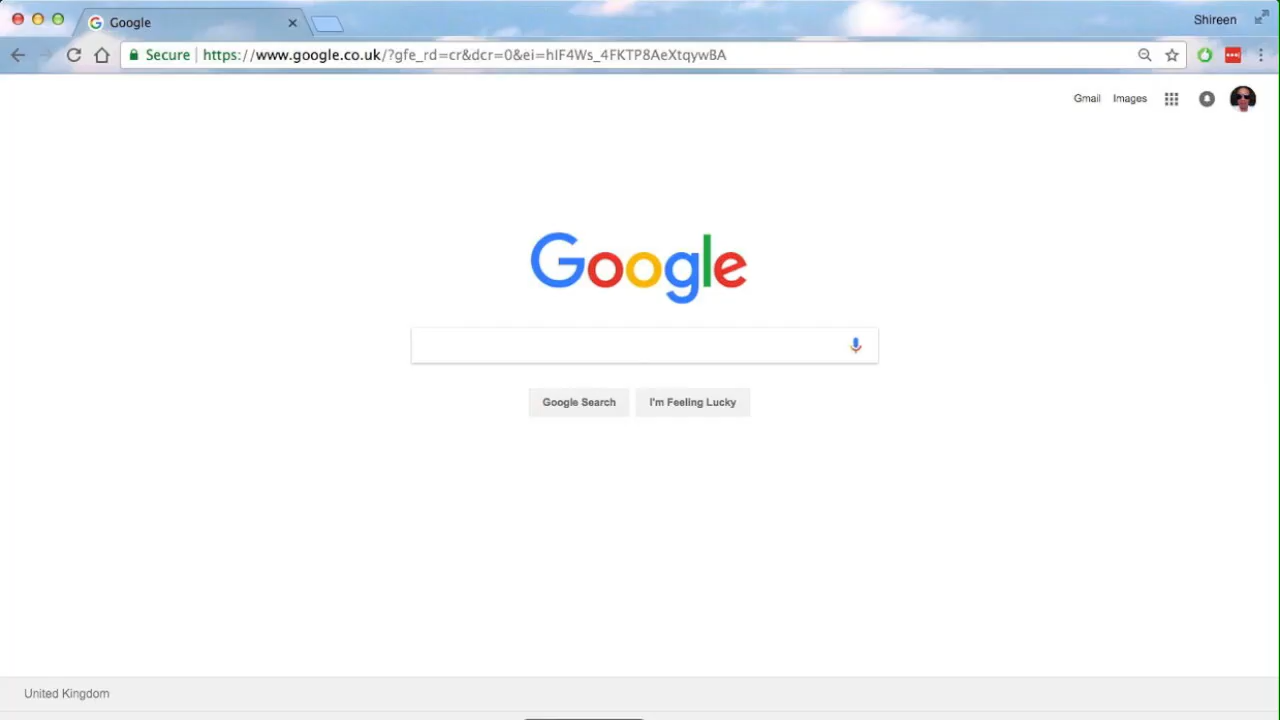 Google
Shireen
Secure
https://www.google.co.uk/?gfe_rd=cr&dcr=0&ei=hIF4Ws_4FKTP8AeXtqywBA
Gmail Images
Google
Google Search I'm Feeling Lucky
United Kingdom